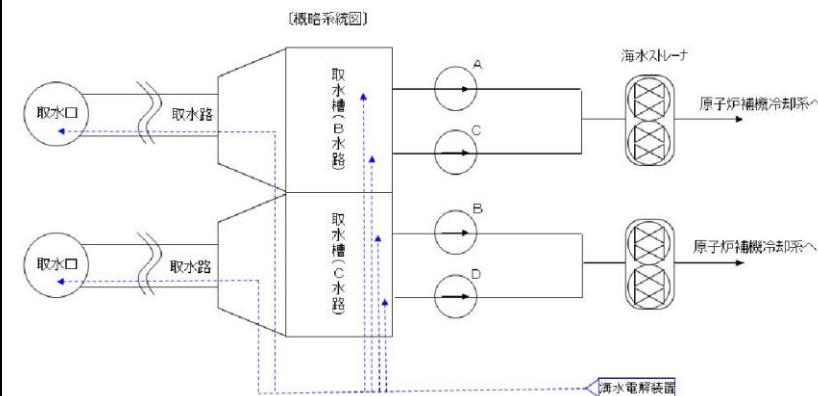 〔概略系統図〕
海水ストレーナ
A
取水口
取水路
取水槽(B水路)
原子炉補機冷却系へ
C
B
取水口
取水路
取水槽(C水路)
原子炉補機冷却系へ
D
海水電解装置